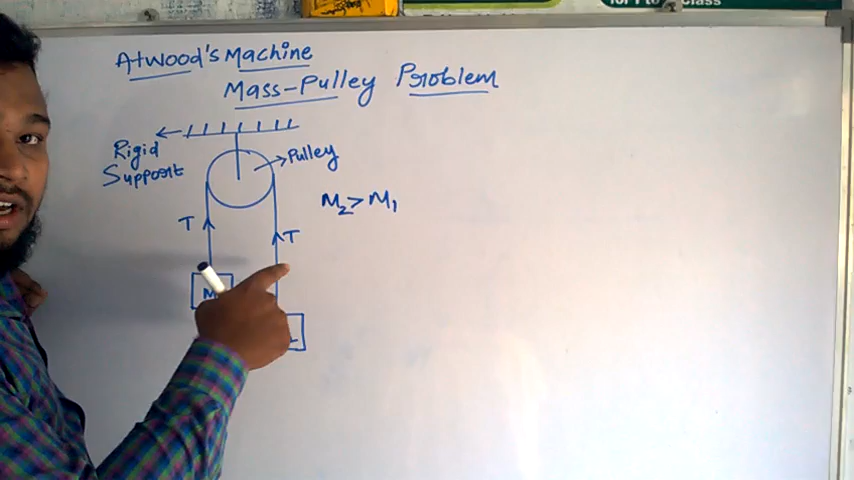 Atwood's Machine
Mass-Pulley Problem
Rigid
Support
Pulley
M₂>M₁
T
T
M